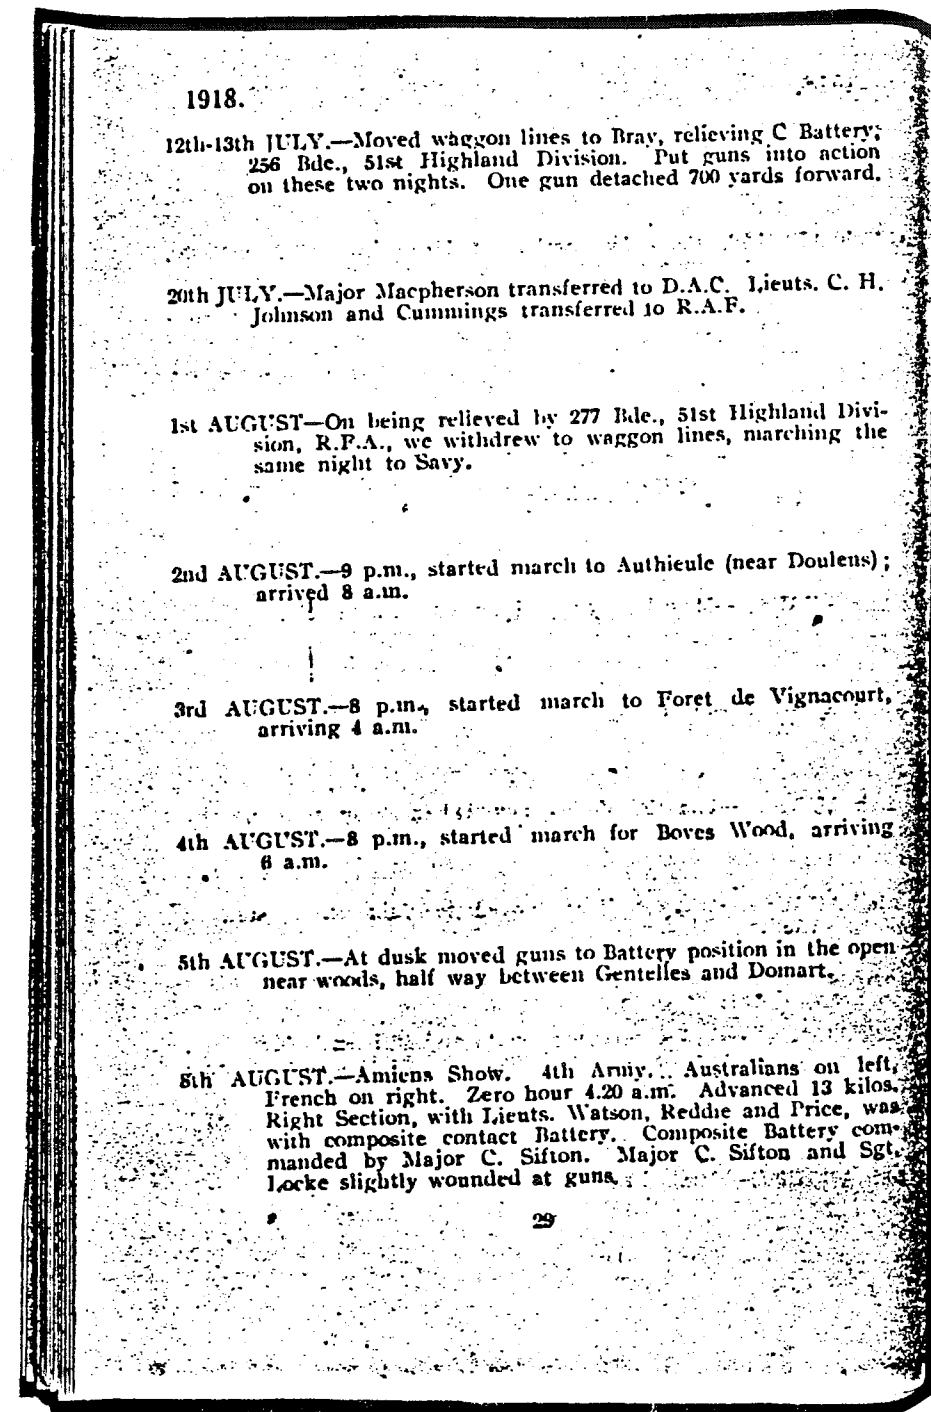 1918.
12th-13th JULY.—Moved waggon lines to Bray, relieving C Battery,
256 Bde., 51st Highland Division. Put guns into action
on these two nights. One gun detached 700 yards forward.
20th JULY.—Major Macpherson transferred to D.A.C. Lieuts. C. H.
Johnson and Cummings transferred to R.A.F.
1st AUGUST—On being relieved by 277 Bde., 51st Highland Divi-
sion, R.F.A., we withdrew to waggon lines, marching the
same night to Savy.
2nd AUGUST.—9 p.m., started march to Authieule (near Doulens);
arrived 8 a.m.
3rd AUGUST.—8 p.m., started march to Foret de Vignacourt,
arriving 4 a.m.
4th AUGUST.—8 p.m., started march for Boves Wood, arriving
6 a.m.
5th AUGUST.—At dusk moved guns to Battery position in the open
near woods, half way between Gentelles and Domart.
8th AUGUST.—Amiens Show. 4th Army. Australians on left,
French on right. Zero hour 4.20 a.m. Advanced 13 kilos.
Right Section, with Lieuts. Watson, Reddie and Price, was
with composite contact Battery. Composite Battery com-
manded by Major C. Sifton. Major C. Sifton and Sgt.
Locke slightly wounded at guns.
29